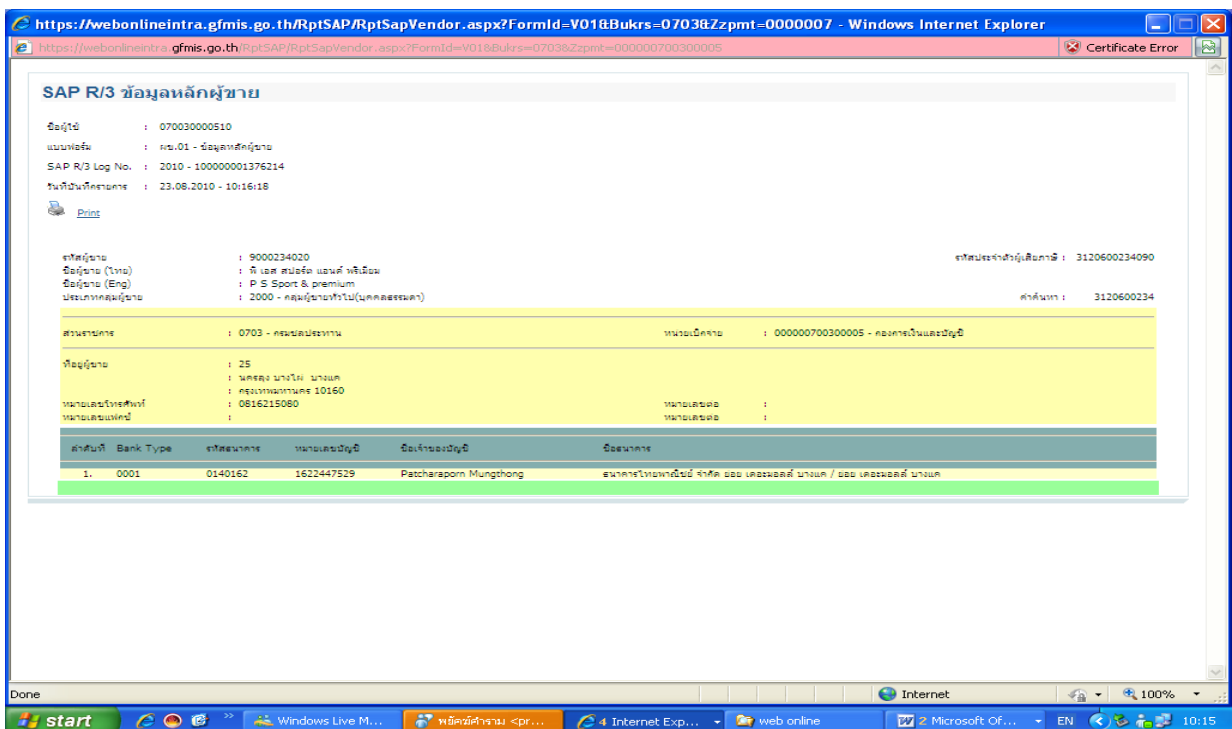 https://webonlineintra.gfmis.go.th/RptSAP/RptSapVendor.aspx?FormId=V01&Bukrs=0703&Zzpmt=0000007 - Windows Internet Explorer
https://webonlineintra.gfmis.go.th/RptSAP/RptSapVendor.aspx?FormId=V01&Bukrs=0703&Zzpmt=000000700300005 Certificate Error
SAP R/3 ข้อมูลหลักผู้ขาย
ชื่อผู้ใช้ : 070030000510
แบบฟอร์ม : ผข.01 - ข้อมูลหลักผู้ขาย
SAP R/3 Log No. : 2010 - 100000001376214
วันที่บันทึกรายการ : 23.08.2010 - 10:16:18
Print
รหัสผู้ขาย : 9000234020 รหัสประจำตัวผู้เสียภาษี : 3120600234090
ชื่อผู้ขาย (ไทย) : พี เอส สปอร์ต แอนด์ พรีเมี่ยม
ชื่อผู้ขาย (Eng) : P S Sport & premium
ประเภทกลุ่มผู้ขาย : 2000 - กลุ่มผู้ขายทั่วไป(บุคคลธรรมดา) คำค้นหา : 3120600234
ส่วนราชการ : 0703 - กรมชลประทาน หน่วยเบิกจ่าย : 000000700300005 - กองการเงินและบัญชี
ที่อยู่ผู้ขาย : 25
: นครลุง บางไผ่ บางแค
: กรุงเทพมหานคร 10160
หมายเลขโทรศัพท์ : 0816215080 หมายเลขต่อ :
หมายเลขแฟกซ์ : หมายเลขต่อ :
ลำดับที่ Bank Type รหัสธนาคาร หมายเลขบัญชี ชื่อเจ้าของบัญชี ชื่อธนาคาร
1. 0001 0140162 1622447529 Patcharaporn Mungthong ธนาคารไทยพาณิชย์ จำกัด ย่อย เดอะมอลล์ บางแค / ย่อย เดอะมอลล์ บางแค
Done Internet 100%
start Windows Live M... พยัคฆ์คำราม <pr... 4 Internet Exp... web online 2 Microsoft Of... EN 10:15